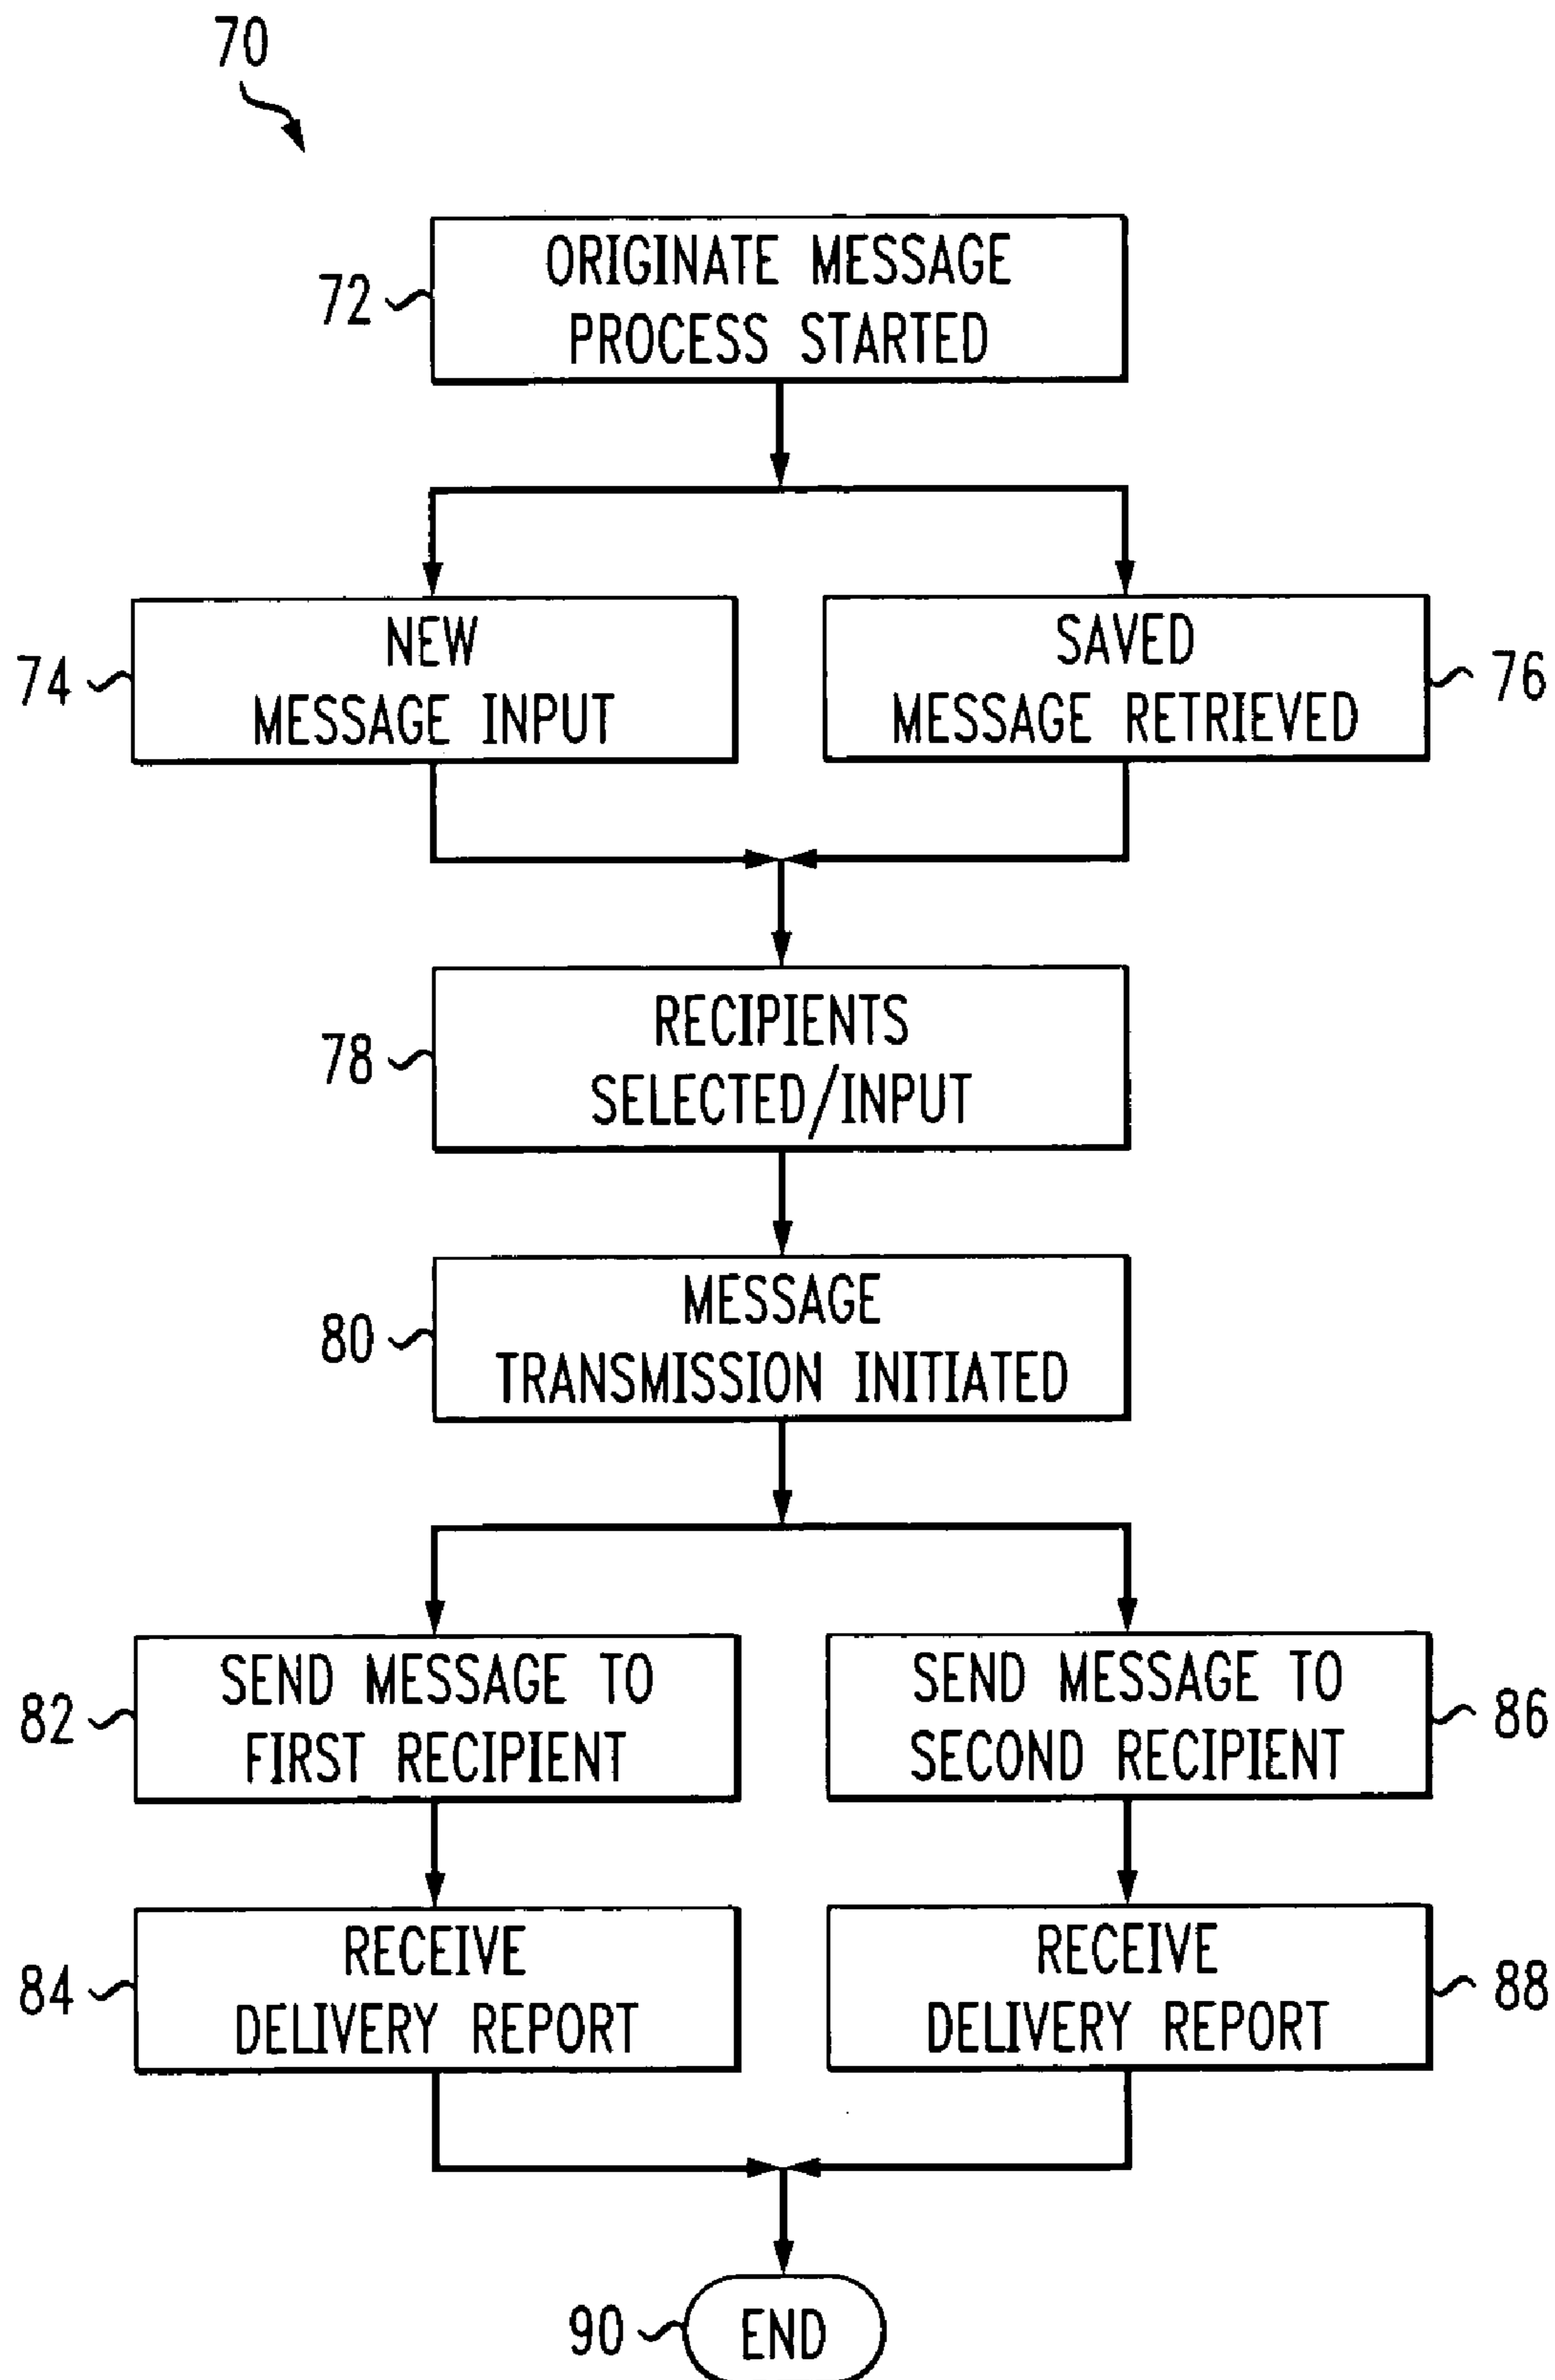 70
72
ORIGINATE MESSAGE
PROCESS STARTED
74
NEW
MESSAGE INPUT
SAVED
MESSAGE RETRIEVED
76
78
RECIPIENTS
SELECTED/INPUT
80
MESSAGE
TRANSMISSION INITIATED
82
SEND MESSAGE TO
FIRST RECIPIENT
SEND MESSAGE TO
SECOND RECIPIENT
86
84
RECEIVE
DELIVERY REPORT
RECEIVE
DELIVERY REPORT
88
90
END